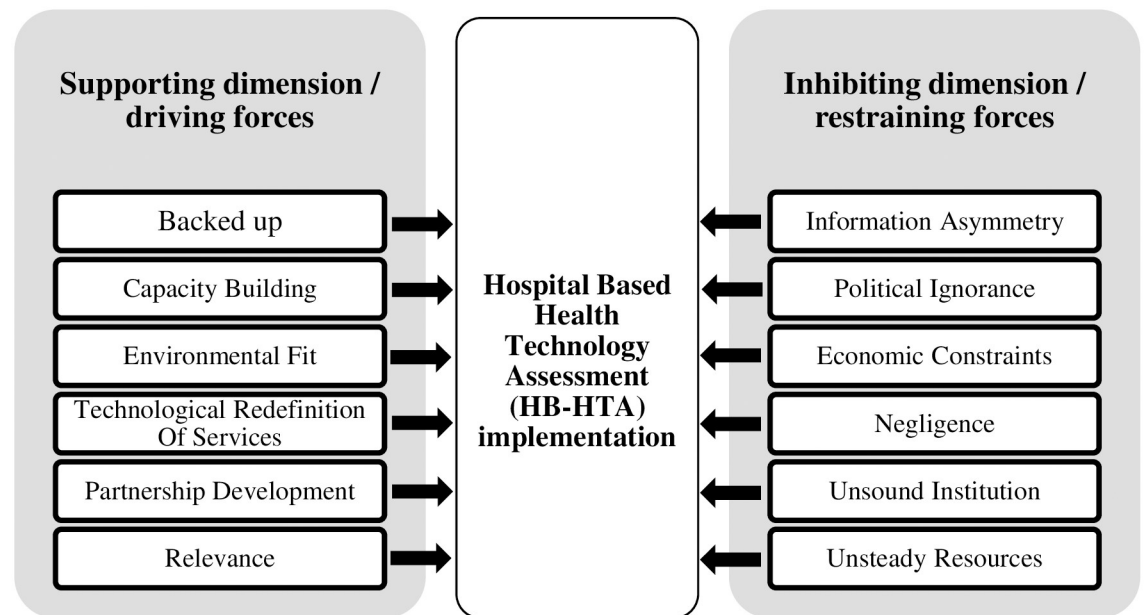 Supporting dimension /
driving forces
Backed up
Capacity Building
Environmental Fit
Technological Redefinition
Of Services
Partnership Development
Relevance
Hospital Based
Health
Technology
Assessment
(HB-HTA)
implementation
Inhibiting dimension /
restraining forces
Information Asymmetry
Political Ignorance
Economic Constraints
Negligence
Unsound Institution
Unsteady Resources